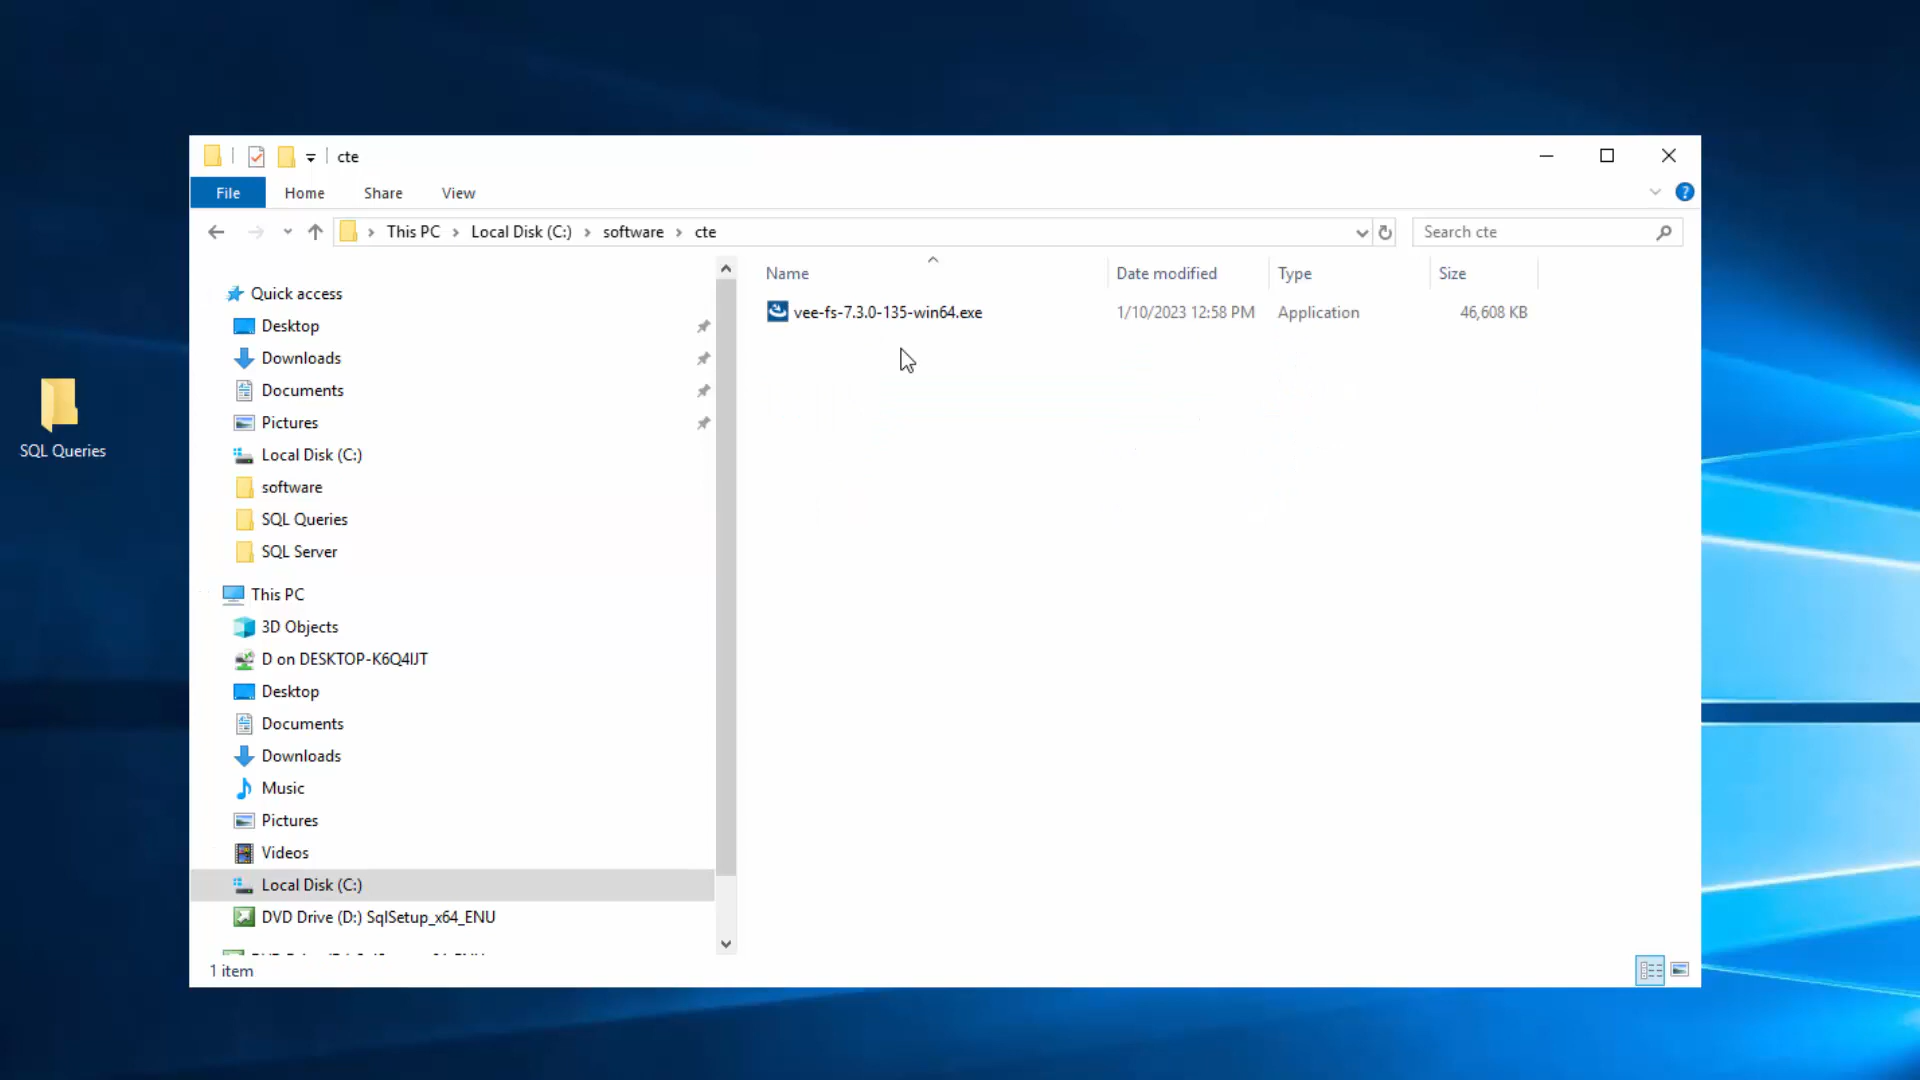 cte
File Home Share View
This PC Local Disk (C:) software cte
Search cte
Name Date modified Type Size
vee-fs-7.3.0-135-win64.exe 1/10/2023 12:58 PM Application 46,608 KB
Quick access
Desktop
Downloads
Documents
Pictures
Local Disk (C:)
software
SQL Queries
SQL Server
This PC
3D Objects
D on DESKTOP-K6Q4IJT
Desktop
Documents
Downloads
Music
Pictures
Videos
Local Disk (C:)
DVD Drive (D:) SqlSetup_x64_ENU
1 item
SQL Queries